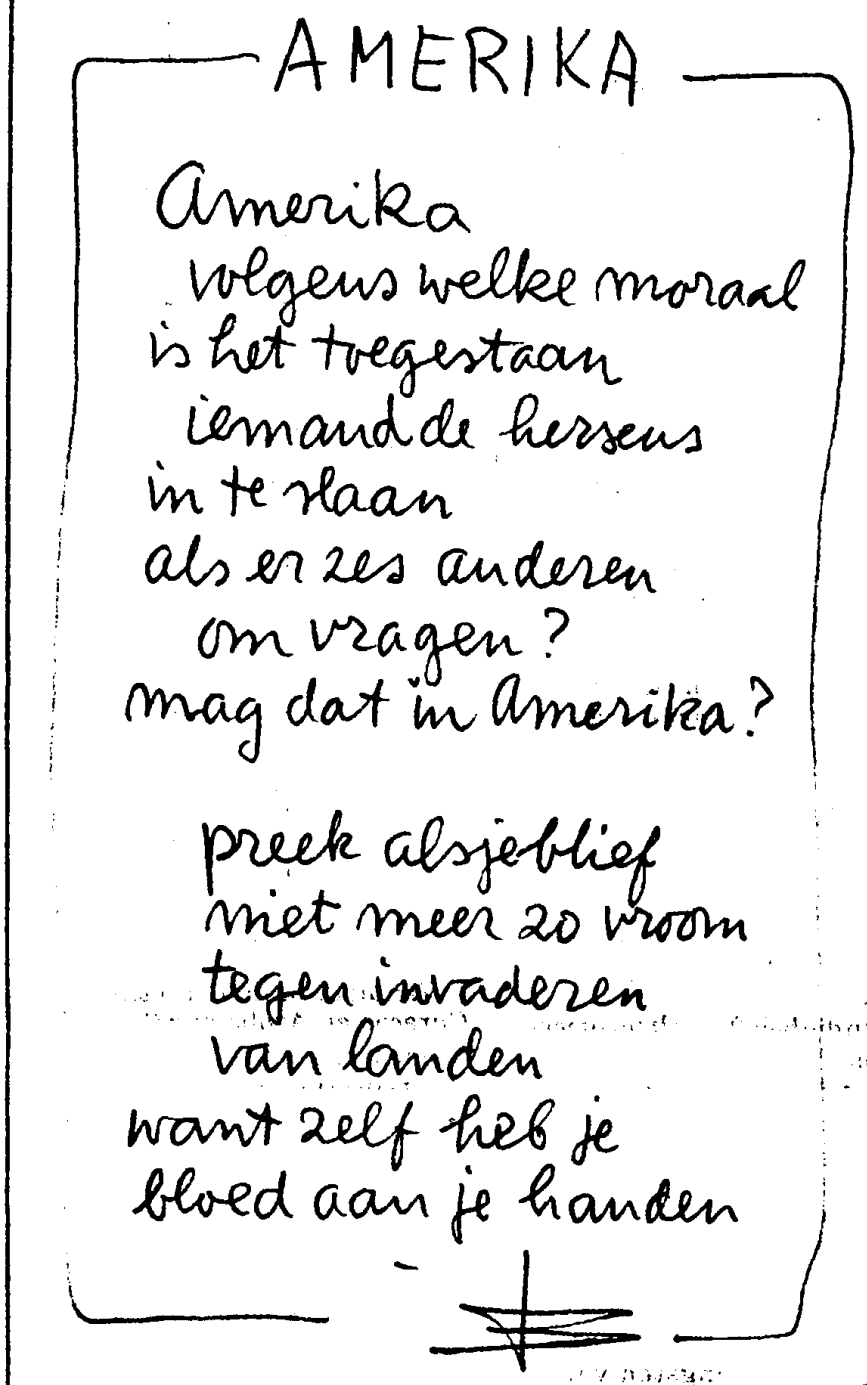 AMERIKA
Amerika
volgens welke moraal
is het toegestaan
iemand de hersens
in te slaan
als er zes anderen
om vragen?
mag dat in Amerika?
preek alsjeblief
niet meer zo vroom
tegen invaderen
van landen
want zelf heb je
bloed aan je handen